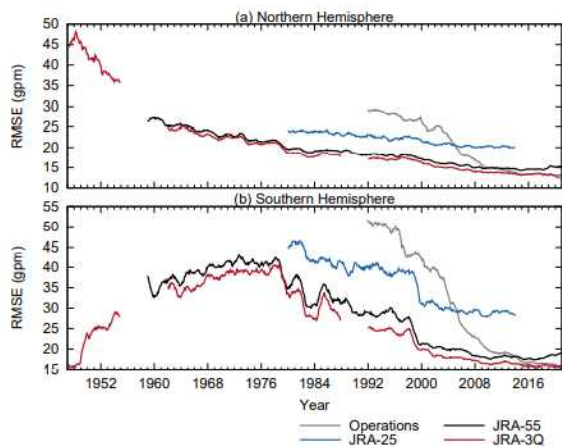 (a) Northern Hemisphere
50
45
40
35
30
25
20
15
10
RMSE (gpm)
(b) Southern Hemisphere
55
50
45
40
35
30
25
20
15
RMSE (gpm)
1952 1960 1968 1976 1984 1992 2000 2008 2016
Year
Operations JRA-55
JRA-25 JRA-3Q